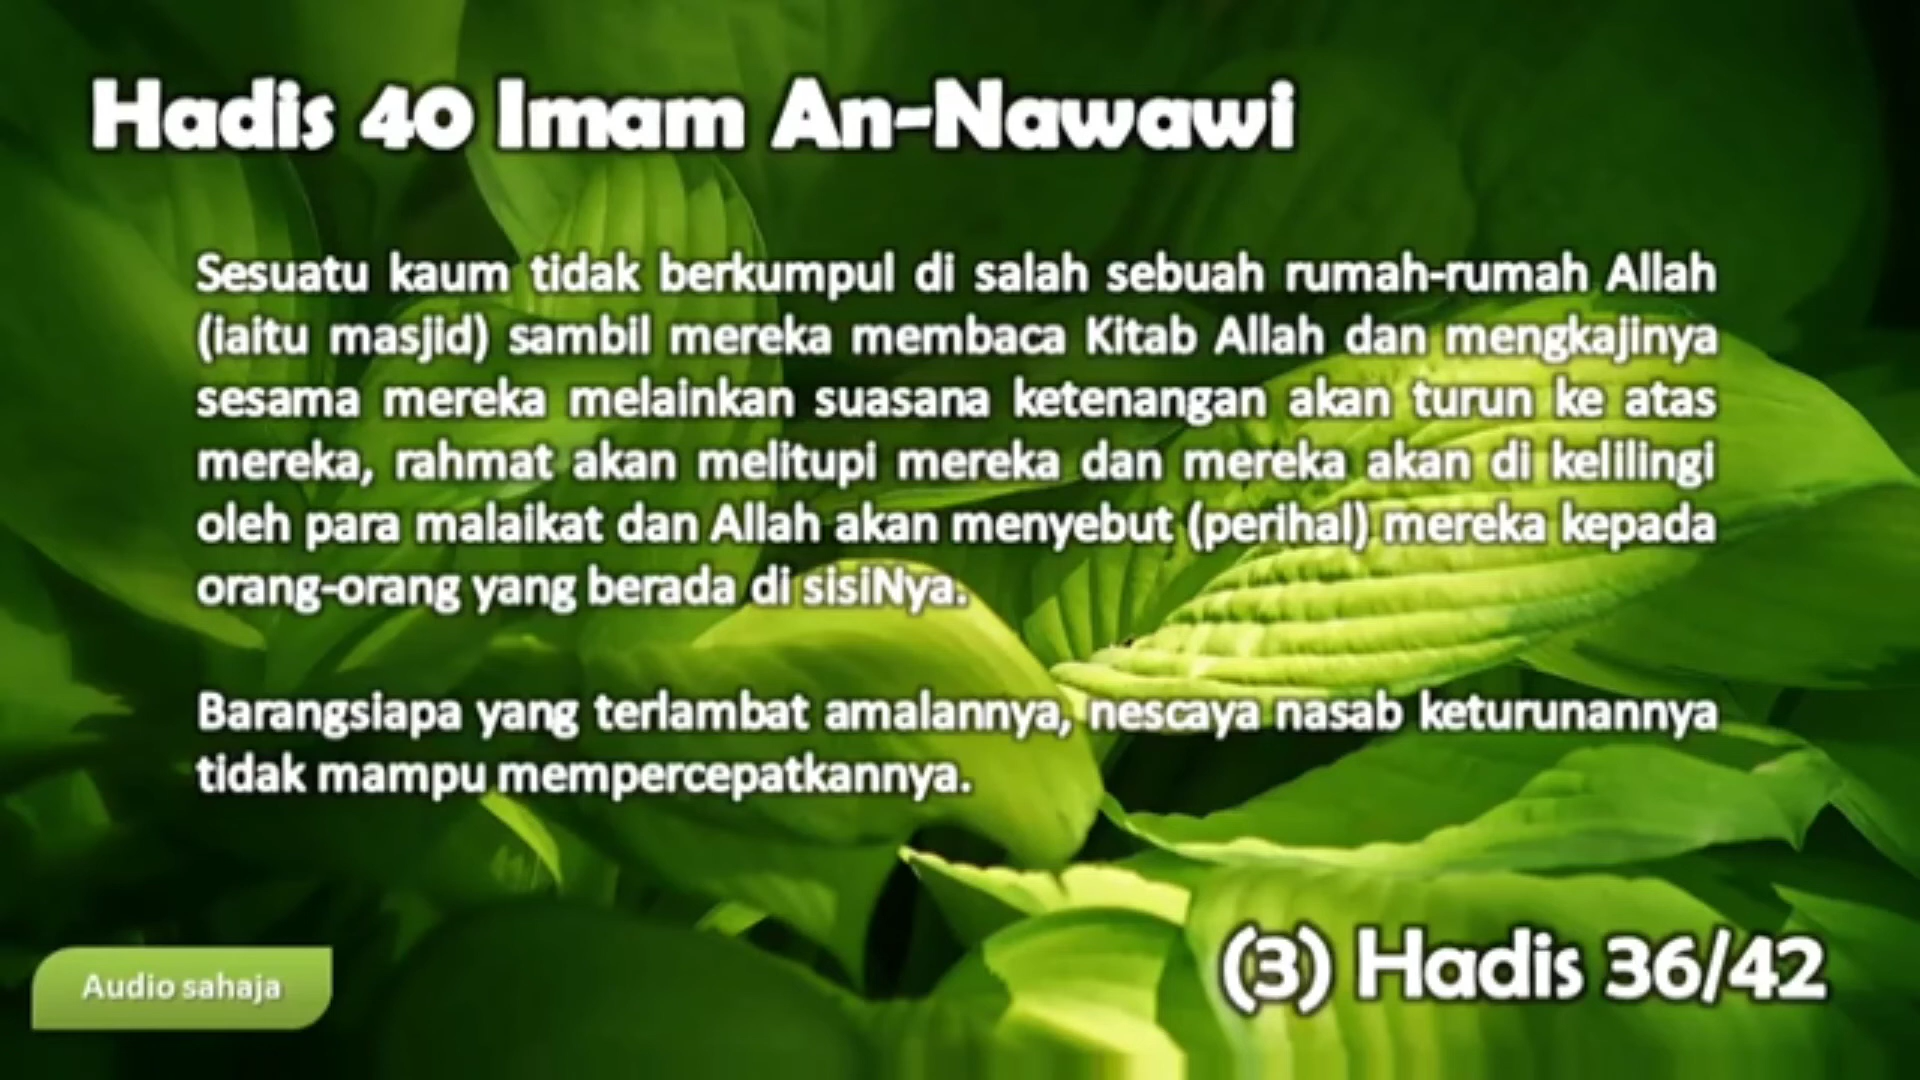 Hadis 40 Imam An-Nawawi
Sesuatu kaum tidak berkumpul di salah sebuah rumah-rumah Allah
(iaitu masjid) sambil mereka membaca Kitab Allah dan mengkajinya
sesama mereka melainkan suasana ketenangan akan turun ke atas
mereka, rahmat akan melitupi mereka dan mereka akan di kelilingi
oleh para malaikat dan Allah akan menyebut (perihal) mereka kepada
orang-orang yang berada di sisiNya.
Barangsiapa yang terlambat amalannya, nescaya nasab keturunannya
tidak mampu mempercepatkannya.
Audio sahaja
(3) Hadis 36/42